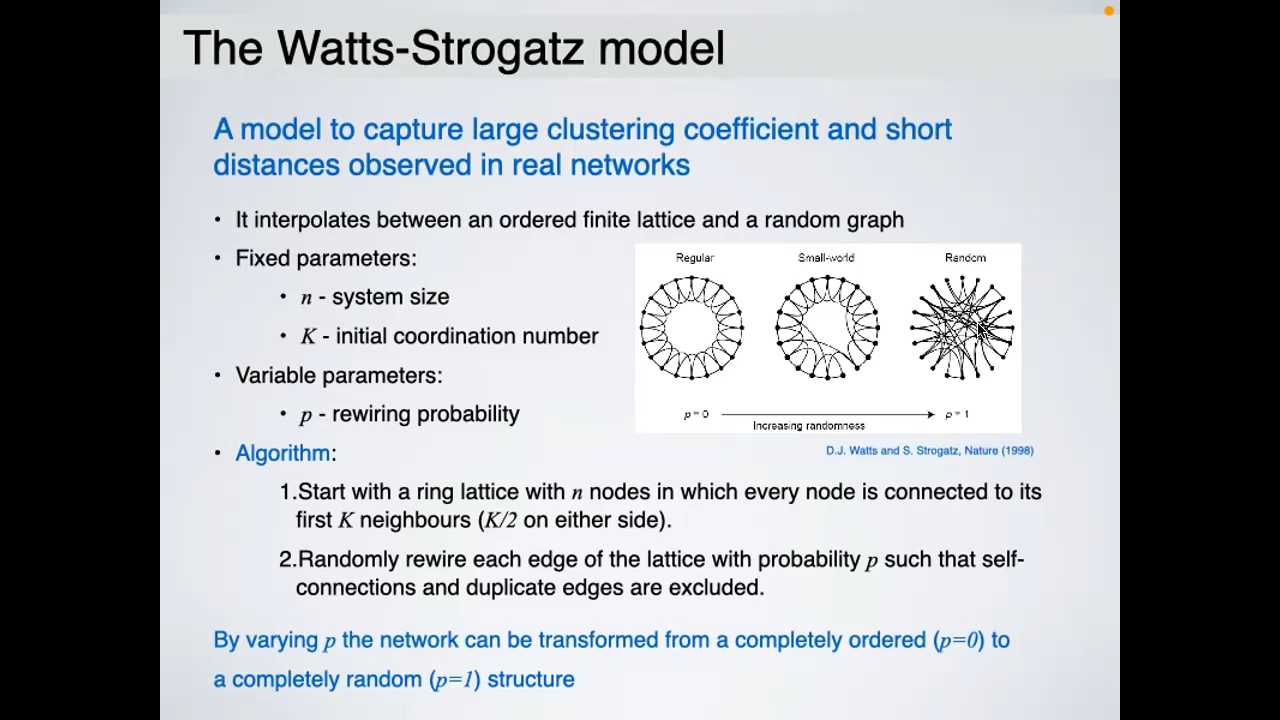 The Watts-Strogatz model
A model to capture large clustering coefficient and short
distances observed in real networks
• It interpolates between an ordered finite lattice and a random graph
• Fixed parameters:
• n - system size
• K - initial coordination number
• Variable parameters:
• p - rewiring probability
Regular Small-world Random
p = 0 p = 1
Increasing randomness
D.J. Watts and S. Strogatz, Nature (1998)
• Algorithm:
1.Start with a ring lattice with n nodes in which every node is connected to its
first K neighbours (K/2 on either side).
2.Randomly rewire each edge of the lattice with probability p such that self-
connections and duplicate edges are excluded.
By varying p the network can be transformed from a completely ordered (p=0) to
a completely random (p=1) structure